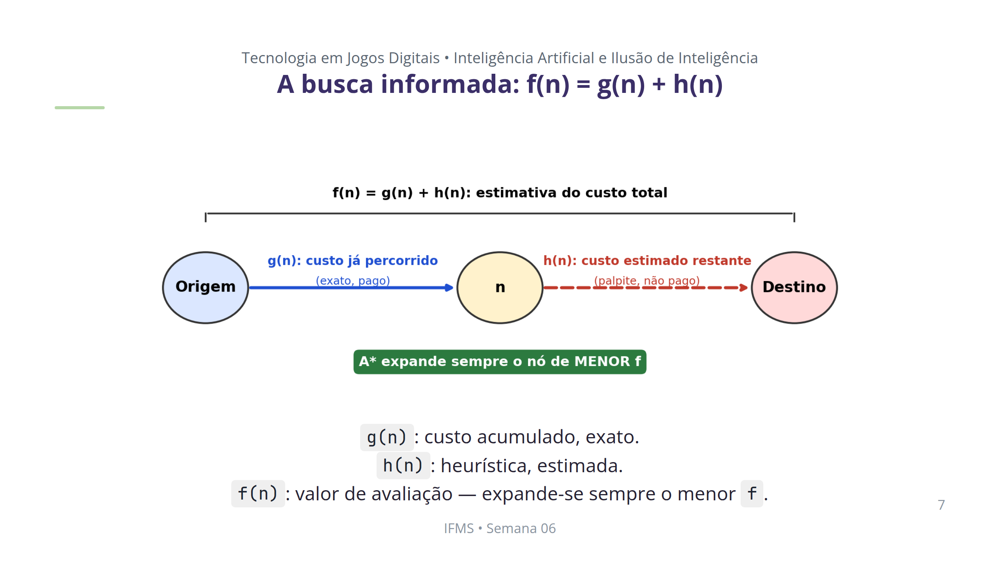 Tecnologia em Jogos Digitais • Inteligência Artificial e Ilusão de Inteligência
A busca informada: f(n) = g(n) + h(n)
f(n) = g(n) + h(n): estimativa do custo total
g(n): custo já percorrido
(exato, pago)
h(n): custo estimado restante
(palpite, não pago)
Origem
n
Destino
A* expande sempre o nó de MENOR f
g(n): custo acumulado, exato.
h(n): heurística, estimada.
f(n): valor de avaliação — expande-se sempre o menor f.
7
IFMS • Semana 06